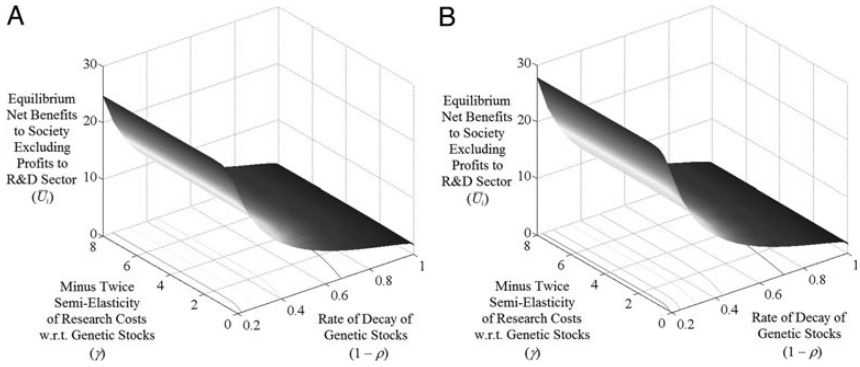 A
30
Equilibrium
Net Benefits
to Society
Excluding
Profits to
R&D Sector
(U̅ᵢ)
20
10
0
8
6
4
2
0
Minus Twice
Semi-Elasticity
of Research Costs
w.r.t. Genetic Stocks
(γ)
0.2
0.4
0.6
0.8
1
Rate of Decay of
Genetic Stocks
(1 − ρ)
B
30
Equilibrium
Net Benefits
to Society
Excluding
Profits to
R&D Sector
(U̅ᵢ)
20
10
0
8
6
4
2
0
Minus Twice
Semi-Elasticity
of Research Costs
w.r.t. Genetic Stocks
(γ)
0.2
0.4
0.6
0.8
1
Rate of Decay of
Genetic Stocks
(1 − ρ)